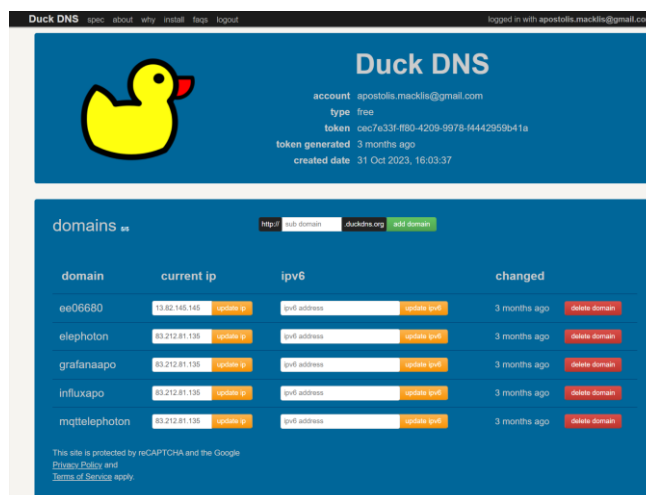 Duck DNS spec about why install faqs logout logged in with apostolis.macklis@gmail.co
Duck DNS
account apostolis.macklis@gmail.com
type free
token cec7e33f-ff80-4209-9978-f4442959b41a
token generated 3 months ago
created date 31 Oct 2023, 16:03:37
domains 5/5 http:// sub domain .duckdns.org add domain
domain current ip ipv6 changed
ee06680 13.82.145.145 update ip ipv6 address update ipv6 3 months ago delete domain
elephoton 83.212.81.135 update ip ipv6 address update ipv6 3 months ago delete domain
grafanaapo 83.212.81.135 update ip ipv6 address update ipv6 3 months ago delete domain
influxapo 83.212.81.135 update ip ipv6 address update ipv6 3 months ago delete domain
mqttelephoton 83.212.81.135 update ip ipv6 address update ipv6 3 months ago delete domain
This site is protected by reCAPTCHA and the Google
Privacy Policy and
Terms of Service apply.